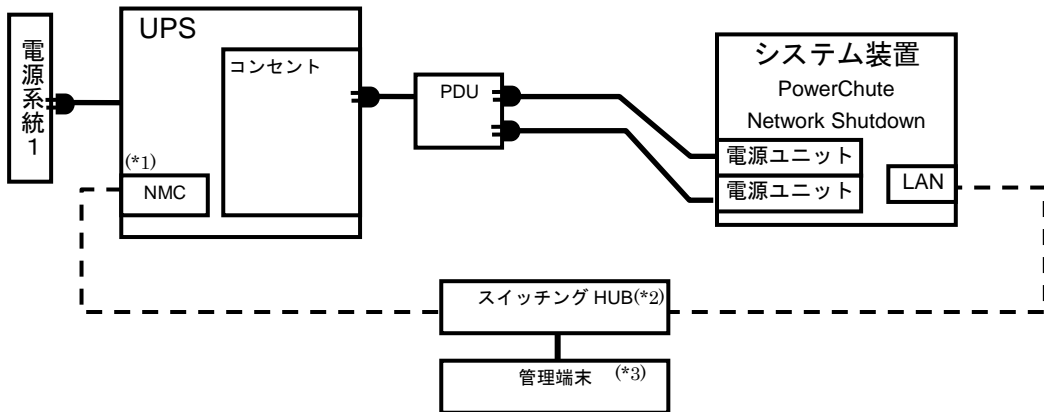 電源系統1
UPS
コンセント
(*1)
NMC
PDU
システム装置
PowerChute
Network Shutdown
電源ユニット
電源ユニット
LAN
スイッチング HUB(*2)
管理端末 (*3)